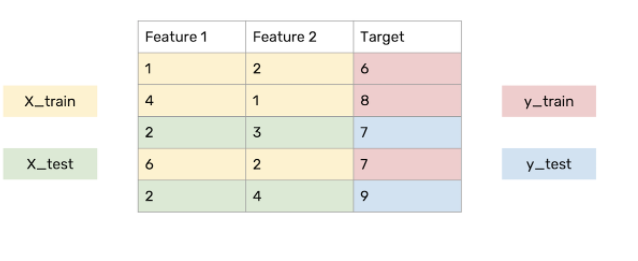 Feature 1 Feature 2 Target
1 2 6
X_train 4 1 8 y_train
2 3 7
X_test 6 2 7 y_test
2 4 9